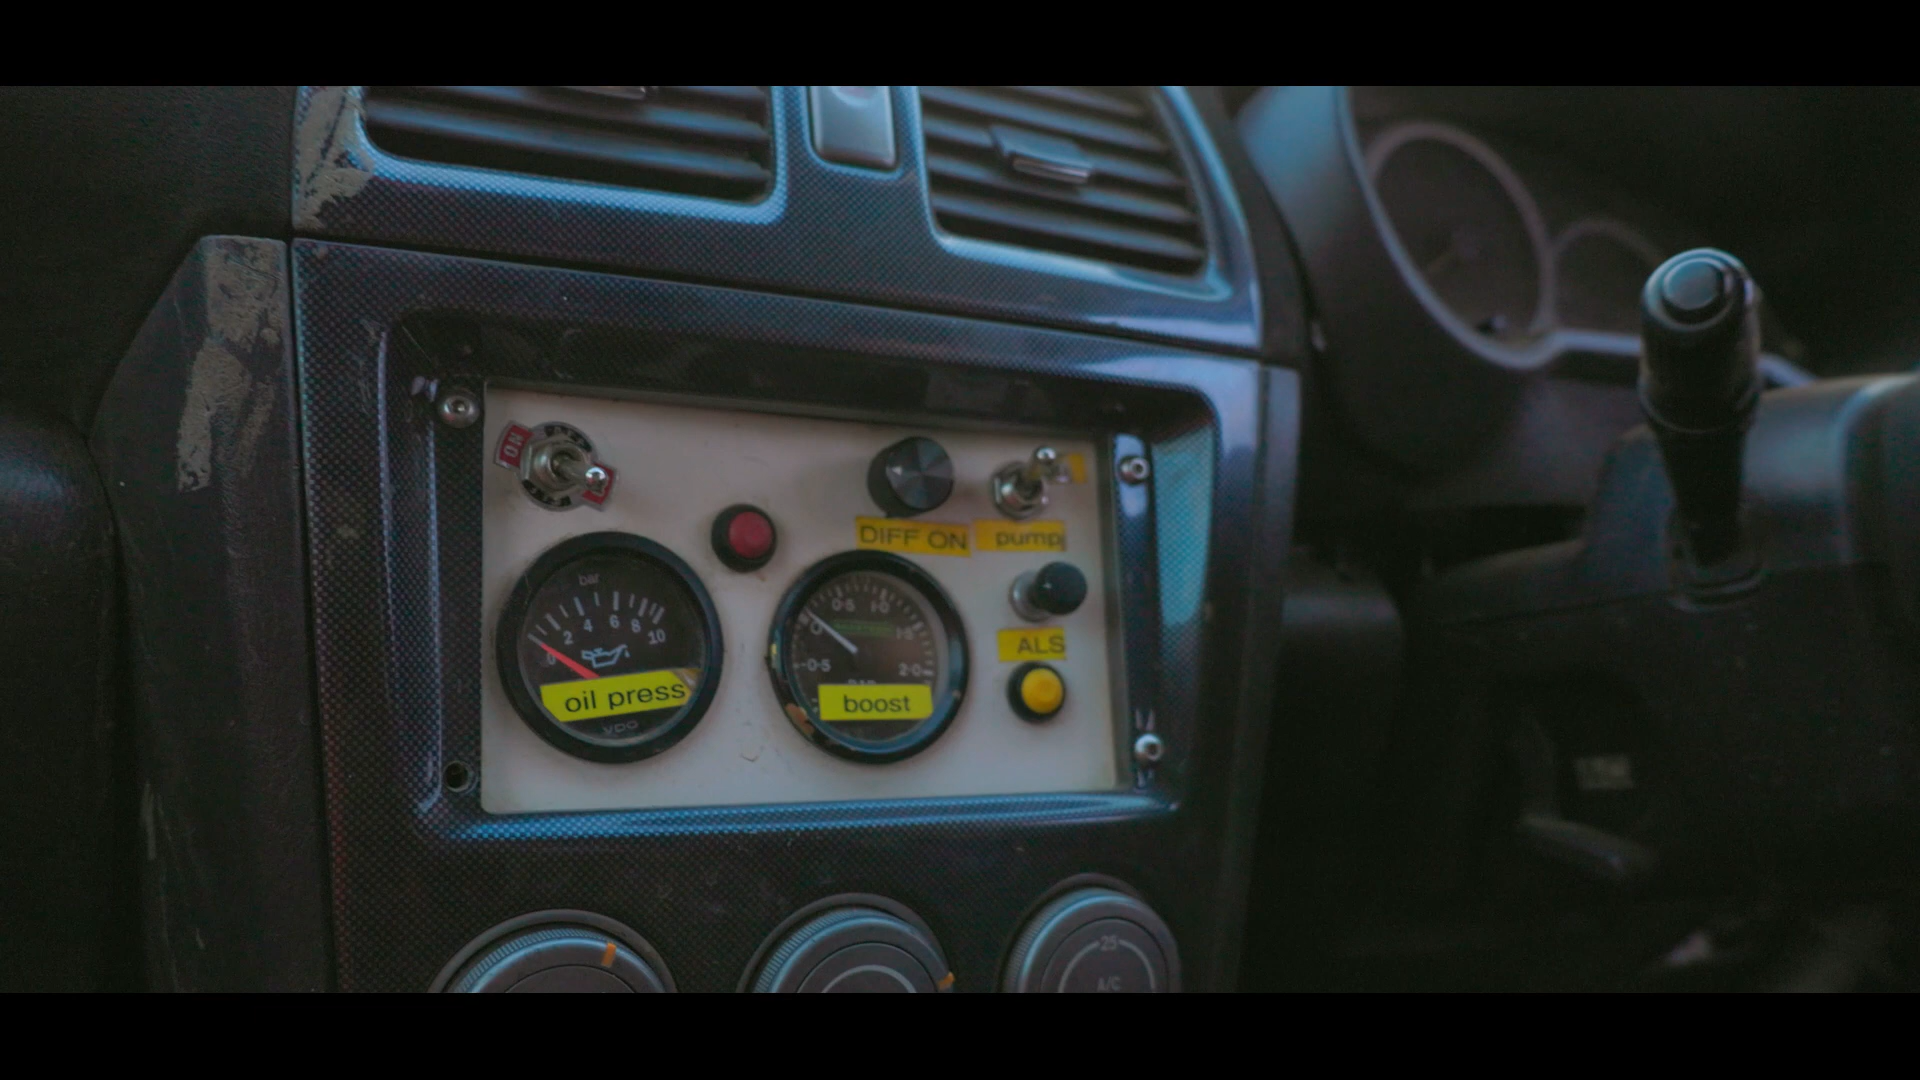 ON
DIFF ON
pump
bar
0 2 4 6 8 10
oil press
VDO
-0·5 0 0·5 1·0 1·5 2·0
BAR
boost
ALS
25
A/C